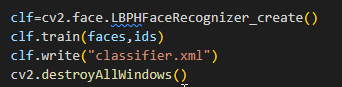 clf=cv2.face.LBPHFaceRecognizer_create()
clf.train(faces,ids)
clf.write("classifier.xml")
cv2.destroyAllWindows()